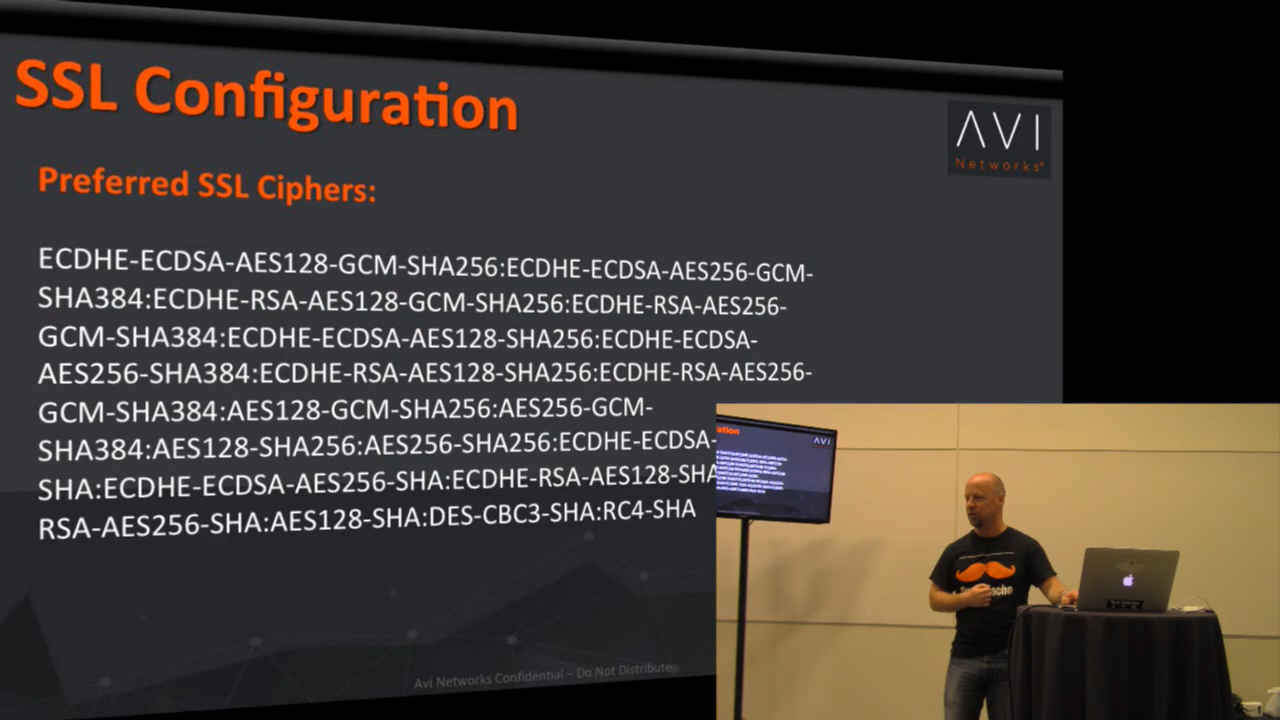 SSL Configuration
AVI
Networks
Preferred SSL Ciphers:
ECDHE-ECDSA-AES128-GCM-SHA256:ECDHE-ECDSA-AES256-GCM-
SHA384:ECDHE-RSA-AES128-GCM-SHA256:ECDHE-RSA-AES256-
GCM-SHA384:ECDHE-ECDSA-AES128-SHA256:ECDHE-ECDSA-
AES256-SHA384:ECDHE-RSA-AES128-SHA256:ECDHE-RSA-AES256-
GCM-SHA384:AES128-GCM-SHA256:AES256-GCM-
SHA384:AES128-SHA256:AES256-SHA256:ECDHE-ECDSA-
SHA:ECDHE-ECDSA-AES256-SHA:ECDHE-RSA-AES128-SHA
RSA-AES256-SHA:AES128-SHA:DES-CBC3-SHA:RC4-SHA
Avi Networks Confidential – Do Not Distribute
ation
AVI